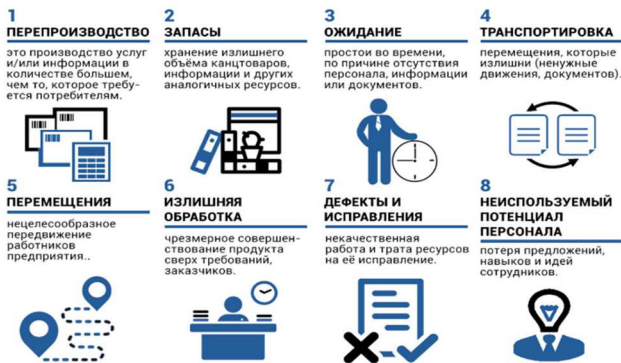 1
ПЕРЕПРОИЗВОДСТВО
это производство услуг
и/или информации в
количестве большем,
чем то, которое требу-
ется потребителям.
2
ЗАПАСЫ
хранение излишнего
объёма канцтоваров,
информации и других
аналогичных ресурсов.
3
ОЖИДАНИЕ
простои во времени,
по причине отсутствия
персонала, информации
или документов.
4
ТРАНСПОРТИРОВКА
перемещения, которые
излишни (ненужные
движения, документов).
5
ПЕРЕМЕЩЕНИЯ
нецелесообразное
передвижение
работников
предприятия..
6
ИЗЛИШНЯЯ
ОБРАБОТКА
чрезмерное совершен-
ствование продукта
сверх требований,
заказчиков.
7
ДЕФЕКТЫ И
ИСПРАВЛЕНИЯ
некачественная
работа и трата ресурсов
на её исправление.
8
НЕИСПОЛЬЗУЕМЫЙ
ПОТЕНЦИАЛ
ПЕРСОНАЛА
потеря предложений,
навыков и идей
сотрудников.